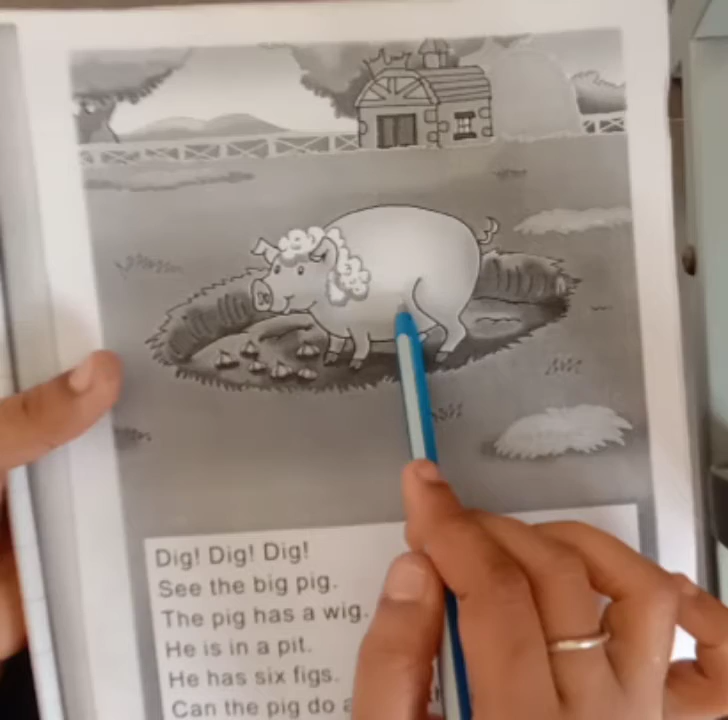 Dig! Dig! Dig!
See the big pig.
The pig has a wig.
He is in a pit.
He has six figs.
Can the pig do a